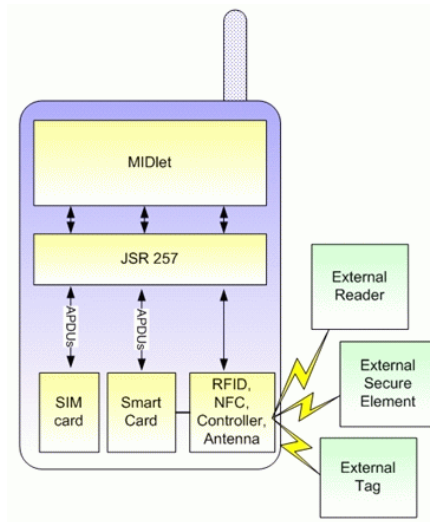 MIDlet
JSR 257
APDUs
APDUs
External
Reader
External
Secure
Element
SIM
card
Smart
Card
RFID,
NFC,
Controller,
Antenna
External
Tag